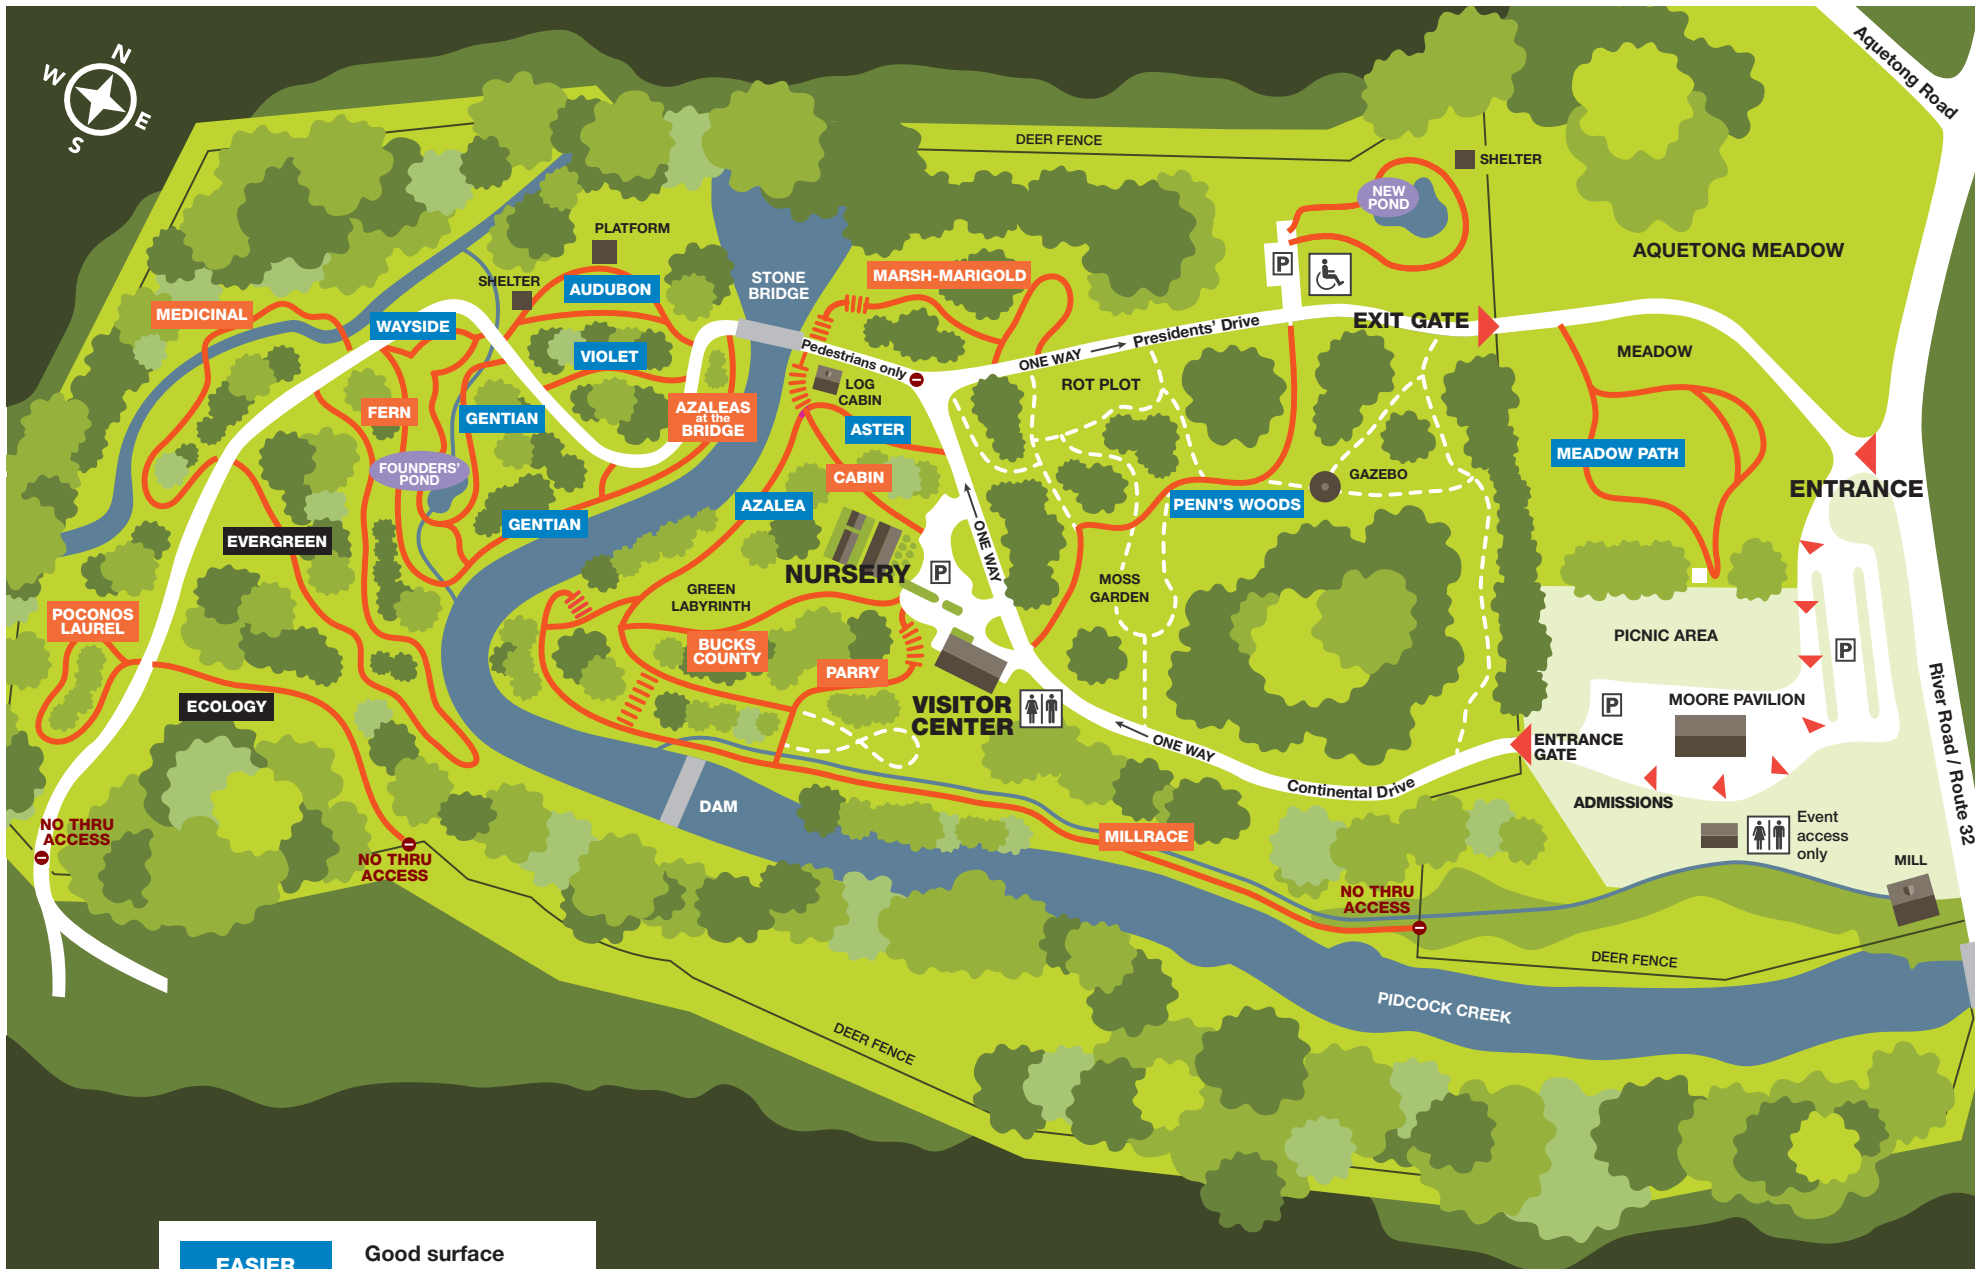 N
W
E
S
Aquetong Road
DEER FENCE
SHELTER
NEW
POND
PLATFORM
AQUETONG MEADOW
STONE
BRIDGE
MARSH-MARIGOLD
P
SHELTER
AUDUBON
MEDICINAL
WAYSIDE
EXIT GATE
Presidents' Drive
ONE WAY
Pedestrians only
MEADOW
VIOLET
ROT PLOT
LOG
CABIN
FERN
GENTIAN
AZALEAS
at the
BRIDGE
ASTER
MEADOW PATH
FOUNDERS'
POND
CABIN
GAZEBO
ENTRANCE
AZALEA
PENN'S WOODS
GENTIAN
EVERGREEN
ONE WAY
NURSERY
P
MOSS
GARDEN
GREEN
LABYRINTH
POCONOS
LAUREL
PICNIC AREA
P
BUCKS
COUNTY
PARRY
ECOLOGY
VISITOR
CENTER
P
MOORE PAVILION
River Road / Route 32
ENTRANCE
GATE
ONE WAY
Continental Drive
DAM
ADMISSIONS
NO THRU
ACCESS
MILLRACE
Event
access
only
NO THRU
ACCESS
MILL
NO THRU
ACCESS
DEER FENCE
PIDCOCK CREEK
DEER FENCE
EASIER
Good surface